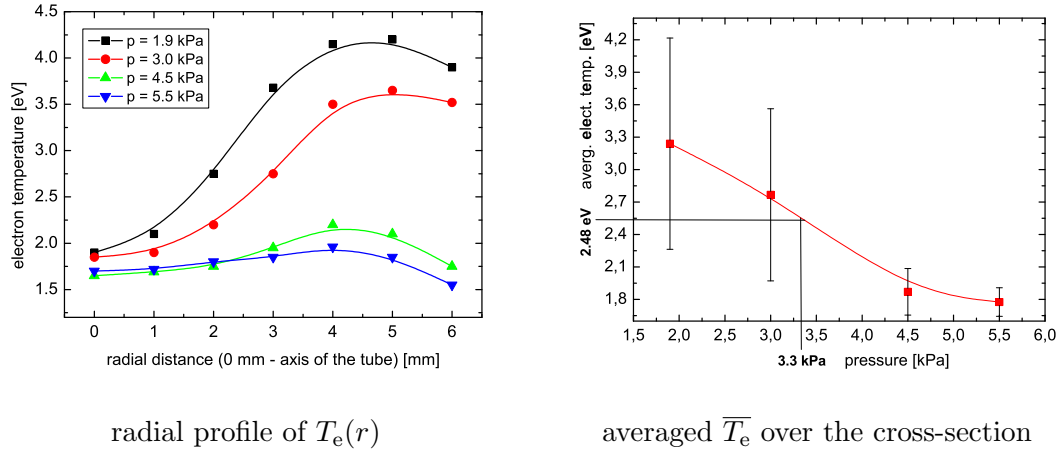 p = 1.9 kPa
p = 3.0 kPa
p = 4.5 kPa
p = 5.5 kPa
electron temperature [eV]
4.5
4.0
3.5
3.0
2.5
2.0
1.5
0 1 2 3 4 5 6
radial distance (0 mm - axis of the tube) [mm]
radial profile of Te(r)
averg. elect. temp. [eV]
2.48 eV
4,2
3,9
3,6
3,3
3,0
2,7
2,4
2,1
1,8
1,5 2,0 2,5 3,0 3,5 4,0 4,5 5,0 5,5 6,0
3.3 kPa
pressure [kPa]
averaged T̅e̅ over the cross-section